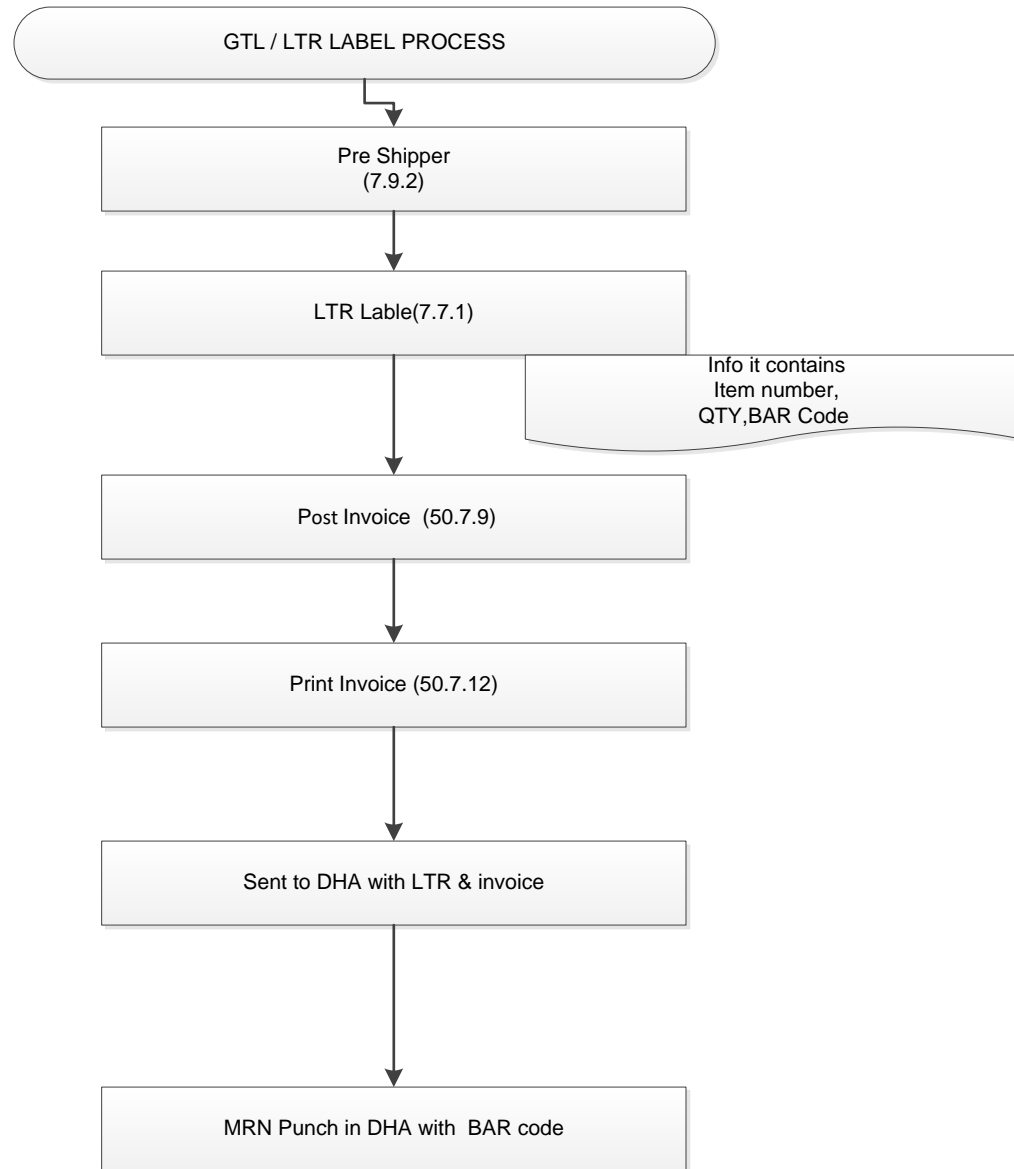 GTL / LTR LABEL PROCESS
Pre Shipper
(7.9.2)
LTR Lable(7.7.1)
Info it contains
Item number,
QTY,BAR Code
Post Invoice  (50.7.9)
Print Invoice (50.7.12)
Sent to DHA with LTR & invoice
MRN Punch in DHA with  BAR code